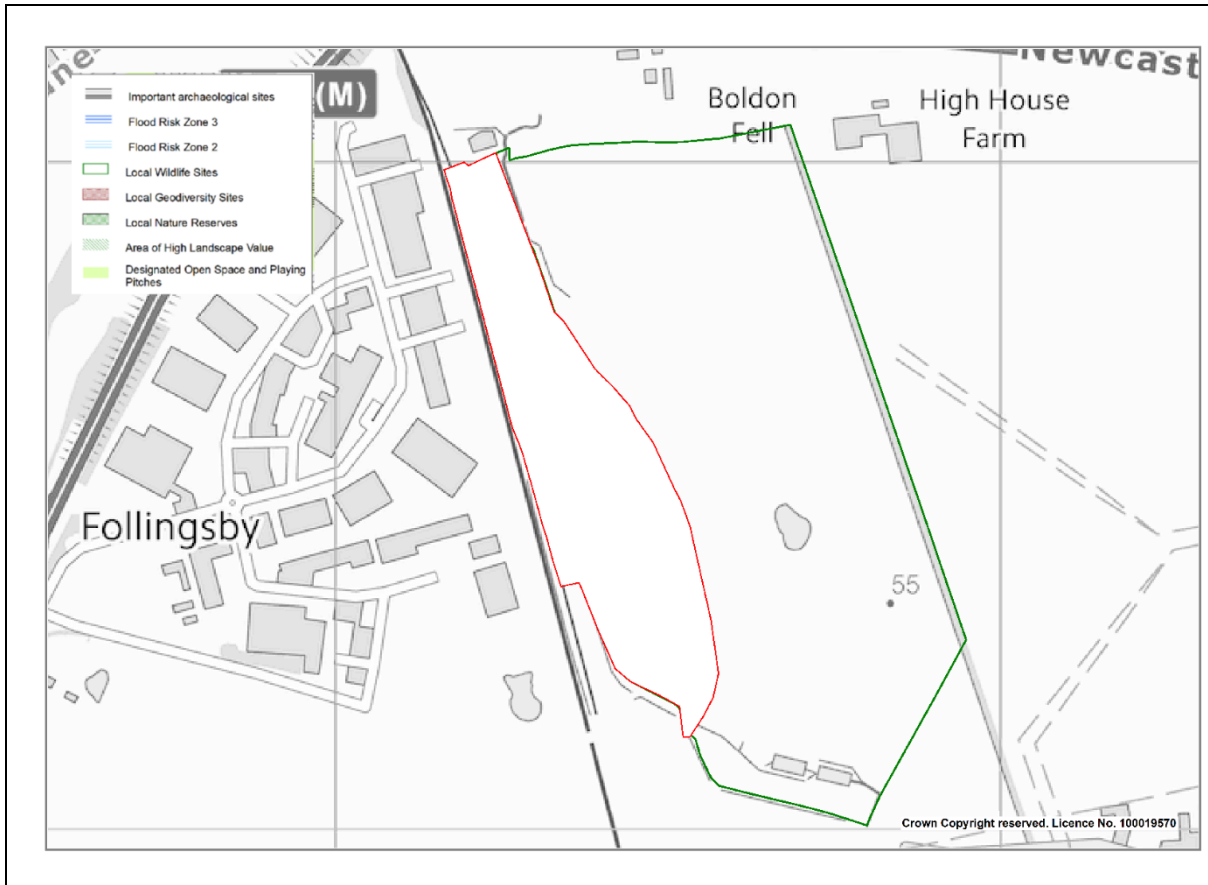 (M)
Newcast
Important archaeological sites
Flood Risk Zone 3
Flood Risk Zone 2
Local Wildlife Sites
Local Geodiversity Sites
Local Nature Reserves
Area of High Landscape Value
Designated Open Space and Playing
Pitches
Boldon
Fell
High House
Farm
Follingsby
55
Crown Copyright reserved. Licence No. 100019570